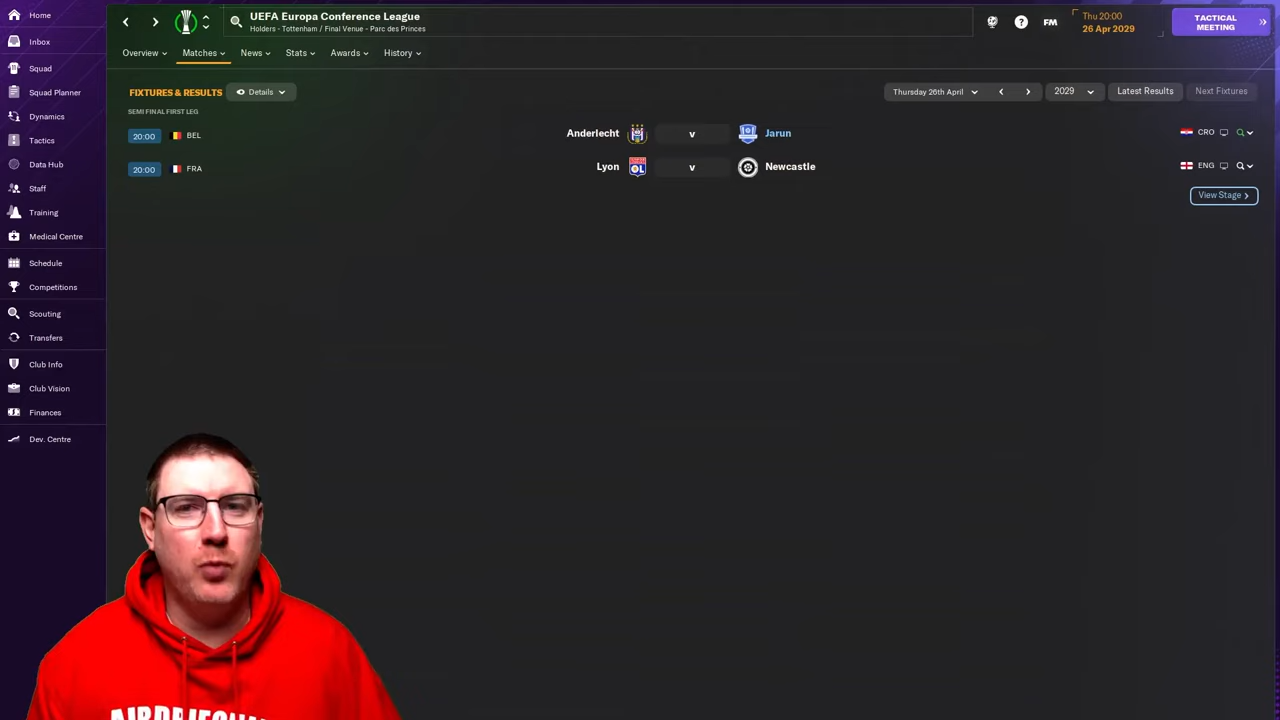 Home
Inbox
Squad
Squad Planner
Dynamics
Tactics
Data Hub
Staff
Training
Medical Centre
Schedule
Competitions
Scouting
Transfers
Club Info
Club Vision
Finances
Dev. Centre
UEFA Europa Conference League
Holders - Tottenham / Final Venue - Parc des Princes
FM
Thu 20:00
26 Apr 2029
TACTICAL
MEETING
Overview
Matches
News
Stats
Awards
History
FIXTURES & RESULTS
Details
Thursday 26th April
2029
Latest Results
Next Fixtures
SEMI FINAL FIRST LEG
20:00 BEL Anderlecht v Jarun CRO
20:00 FRA Lyon OL v Newcastle ENG
View Stage